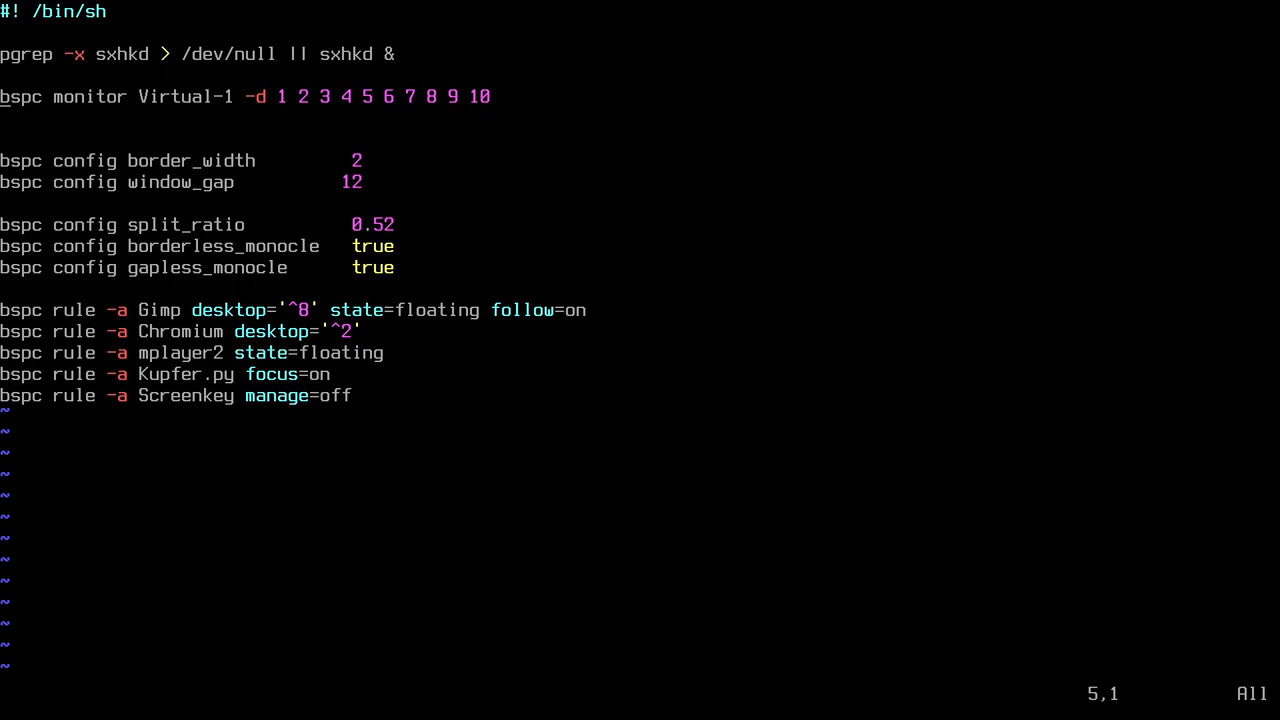 #! /bin/sh
pgrep -x sxhkd > /dev/null || sxhkd &
bspc monitor Virtual-1 -d 1 2 3 4 5 6 7 8 9 10
bspc config border_width         2
bspc config window_gap          12
bspc config split_ratio          0.52
bspc config borderless_monocle   true
bspc config gapless_monocle      true
bspc rule -a Gimp desktop='^8' state=floating follow=on
bspc rule -a Chromium desktop='^2'
bspc rule -a mplayer2 state=floating
bspc rule -a Kupfer.py focus=on
bspc rule -a Screenkey manage=off
~
~
~
~
~
~
~
~
~
~
~
~
~
5,1           All